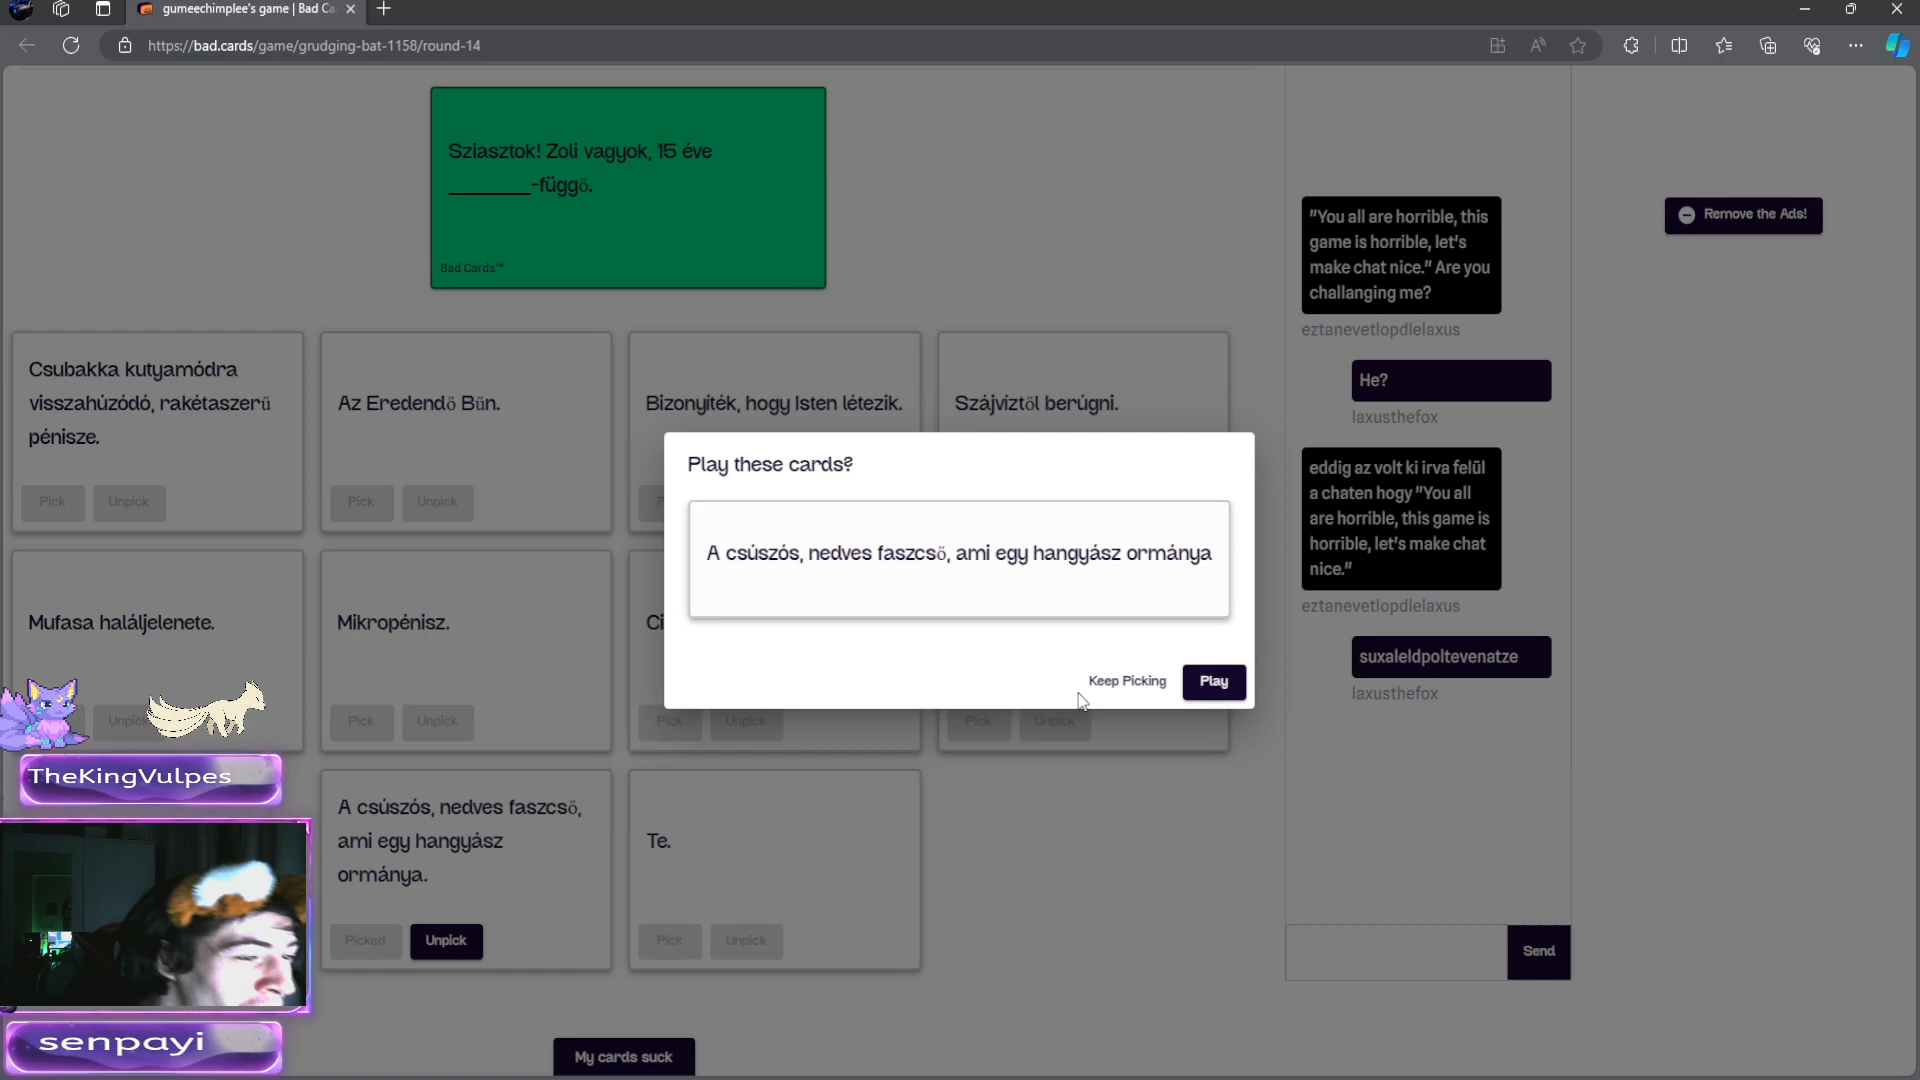 gumeechimplee's game | Bad Ca
https://bad.cards/game/grudging-bat-1158/round-14
Sziasztok! Zoli vagyok, 15 éve
________-függő.
Bad Cards™
Csubakka kutyamódra
visszahúzódó, rakétaszerű
pénisze.
Pick
Unpick
Az Eredendő Bűn.
Pick
Unpick
Bizonyíték, hogy Isten létezik.
Szájvíztől berúgni.
Play these cards?
A csúszós, nedves faszcső, ami egy hangyász ormánya
Keep Picking
Play
Mufasa haláljelenete.
Unpick
Mikropénisz.
Pick
Unpick
Ci
Pick
Unpick
Pick
Unpick
A csúszós, nedves faszcső,
ami egy hangyász
ormánya.
Picked
Unpick
Te.
Pick
Unpick
My cards suck
TheKingVulpes
senpayi
"You all are horrible, this
game is horrible, let's
make chat nice." Are you
challanging me?
eztanevetlopdlelaxus
He?
laxusthefox
eddig az volt ki irva felül
a chaten hogy "You all
are horrible, this game is
horrible, let's make chat
nice."
eztanevetlopdlelaxus
suxaleldpoltevenatze
laxusthefox
Send
Remove the Ads!